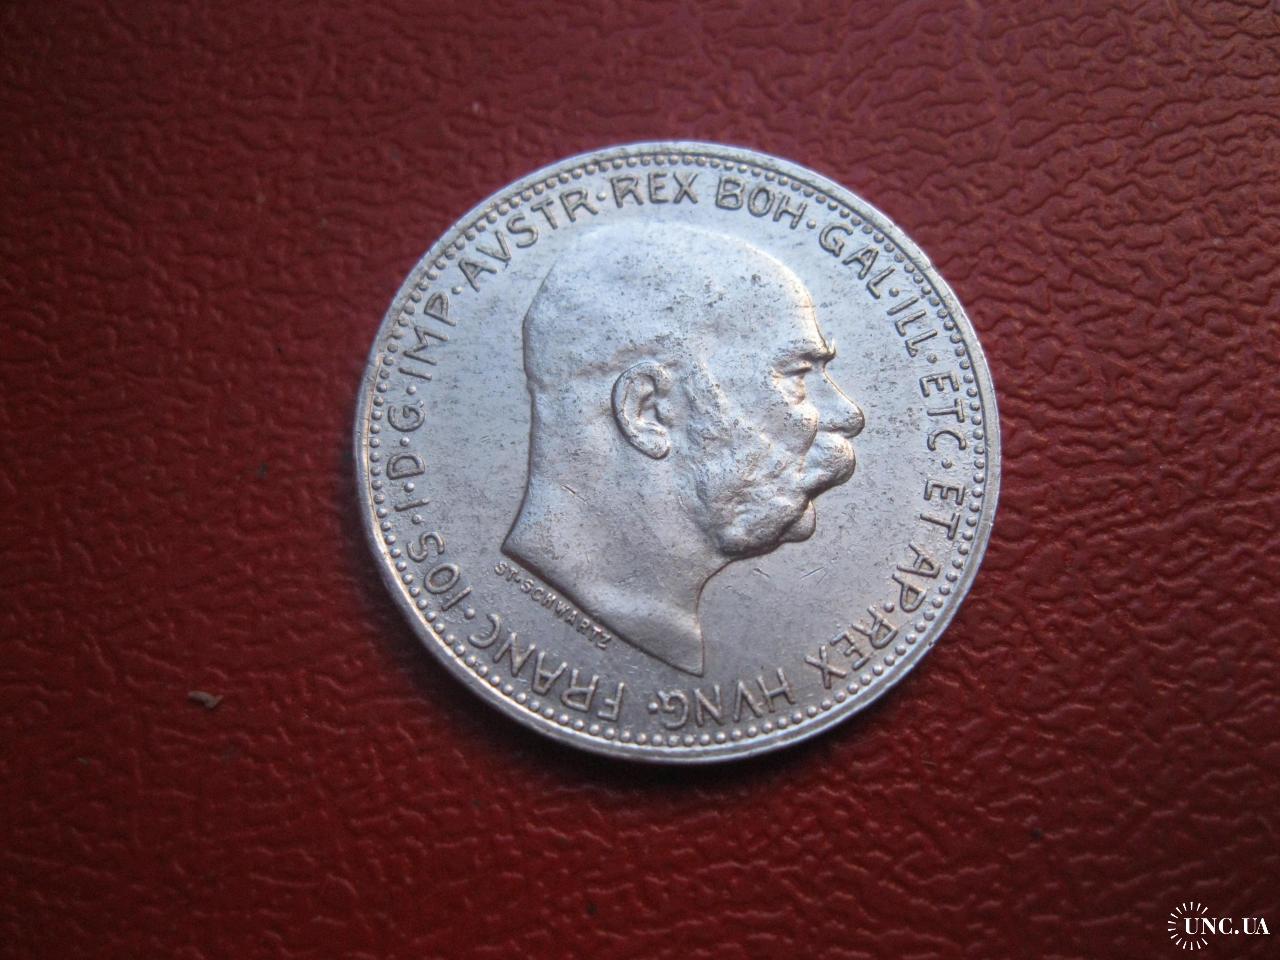 FRANC·IOS·I·D·G·IMP·AVSTR·REX BOH·GAL·ILL·ETC·ET AP·REX HVNG.
ST·SCHWARTZ
UNC.UA